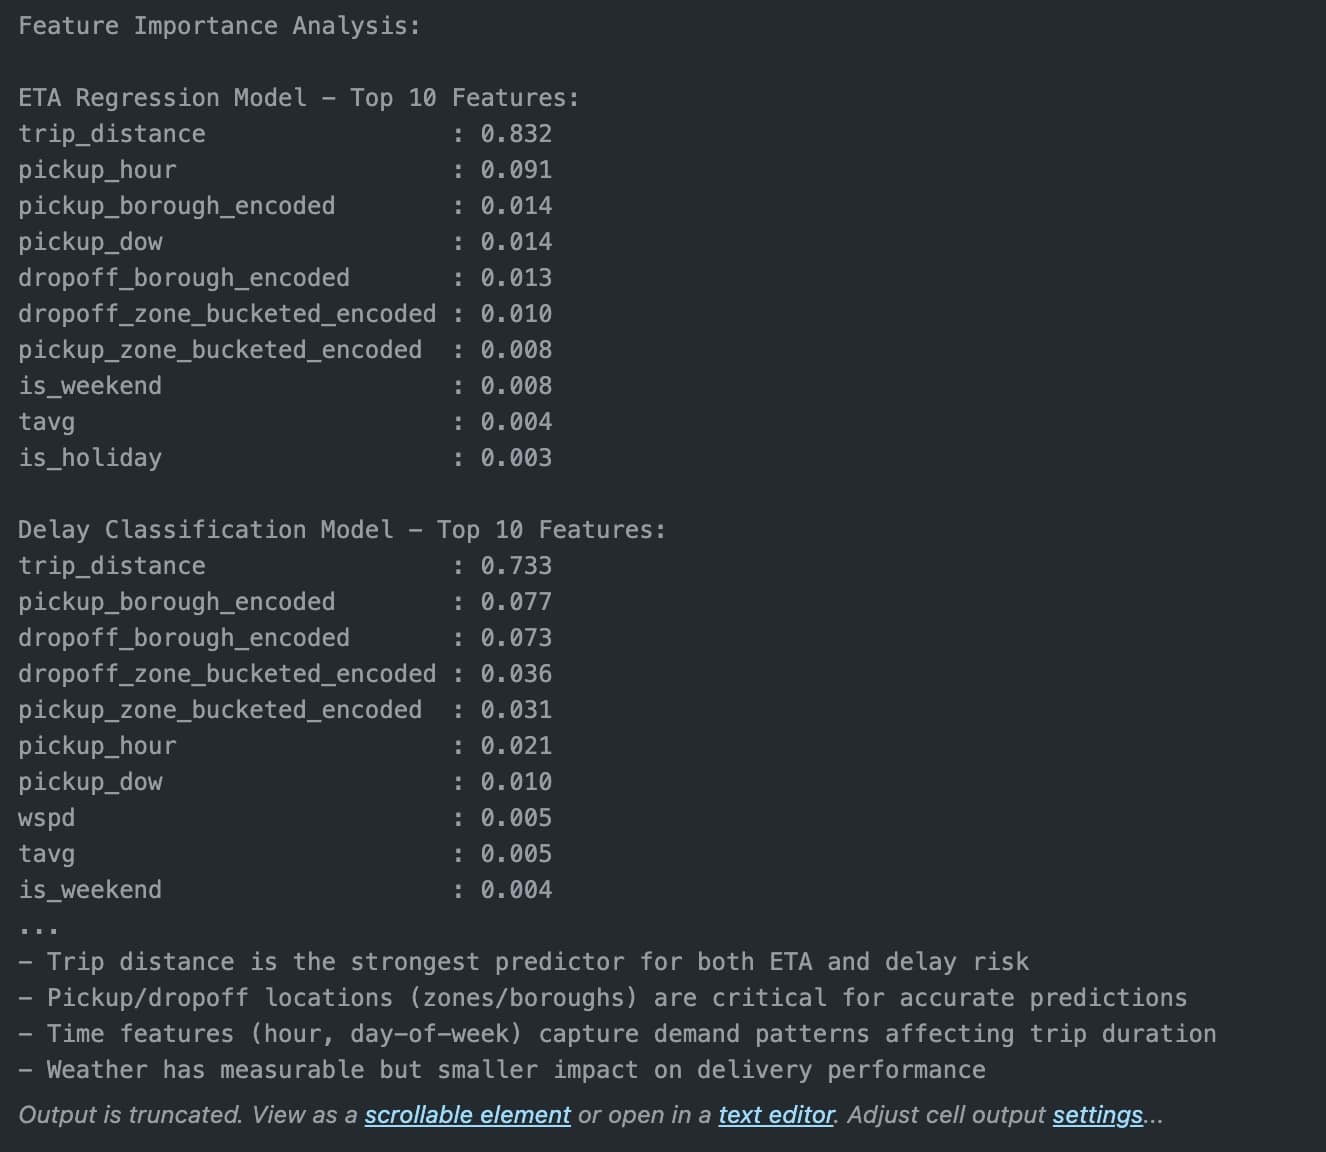 Feature Importance Analysis:
ETA Regression Model – Top 10 Features:
trip_distance : 0.832
pickup_hour : 0.091
pickup_borough_encoded : 0.014
pickup_dow : 0.014
dropoff_borough_encoded : 0.013
dropoff_zone_bucketed_encoded : 0.010
pickup_zone_bucketed_encoded : 0.008
is_weekend : 0.008
tavg : 0.004
is_holiday : 0.003
Delay Classification Model – Top 10 Features:
trip_distance : 0.733
pickup_borough_encoded : 0.077
dropoff_borough_encoded : 0.073
dropoff_zone_bucketed_encoded : 0.036
pickup_zone_bucketed_encoded : 0.031
pickup_hour : 0.021
pickup_dow : 0.010
wspd : 0.005
tavg : 0.005
is_weekend : 0.004
...
– Trip distance is the strongest predictor for both ETA and delay risk
– Pickup/dropoff locations (zones/boroughs) are critical for accurate predictions
– Time features (hour, day-of-week) capture demand patterns affecting trip duration
– Weather has measurable but smaller impact on delivery performance
Output is truncated. View as a scrollable element or open in a text editor. Adjust cell output settings...